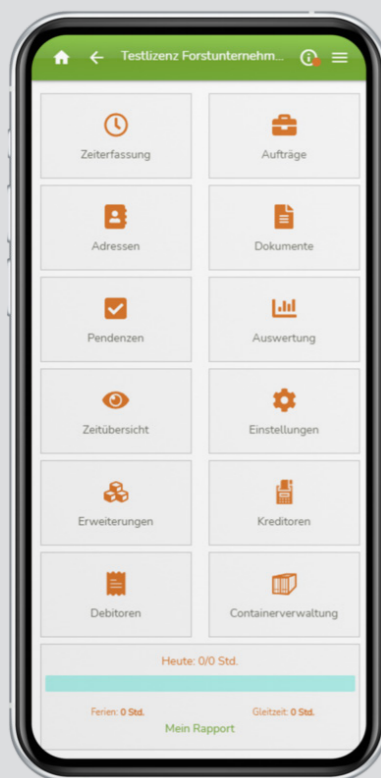 Testlizenz Forstunternehm...
Zeiterfassung
Aufträge
Adressen
Dokumente
Pendenzen
Auswertung
Zeitübersicht
Einstellungen
Erweiterungen
Kreditoren
Debitoren
Containerverwaltung
Heute: 0/0 Std.
Ferien: 0 Std.
Gleitzeit: 0 Std.
Mein Rapport